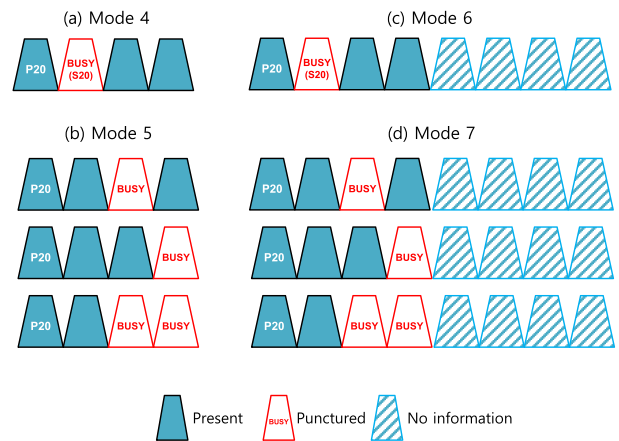 (a) Mode 4
P20 BUSY (S20)
(b) Mode 5
P20 BUSY
P20 BUSY
P20 BUSY BUSY
(c) Mode 6
P20 BUSY (S20)
(d) Mode 7
P20 BUSY
P20 BUSY
P20 BUSY BUSY
Present BUSY Punctured No information